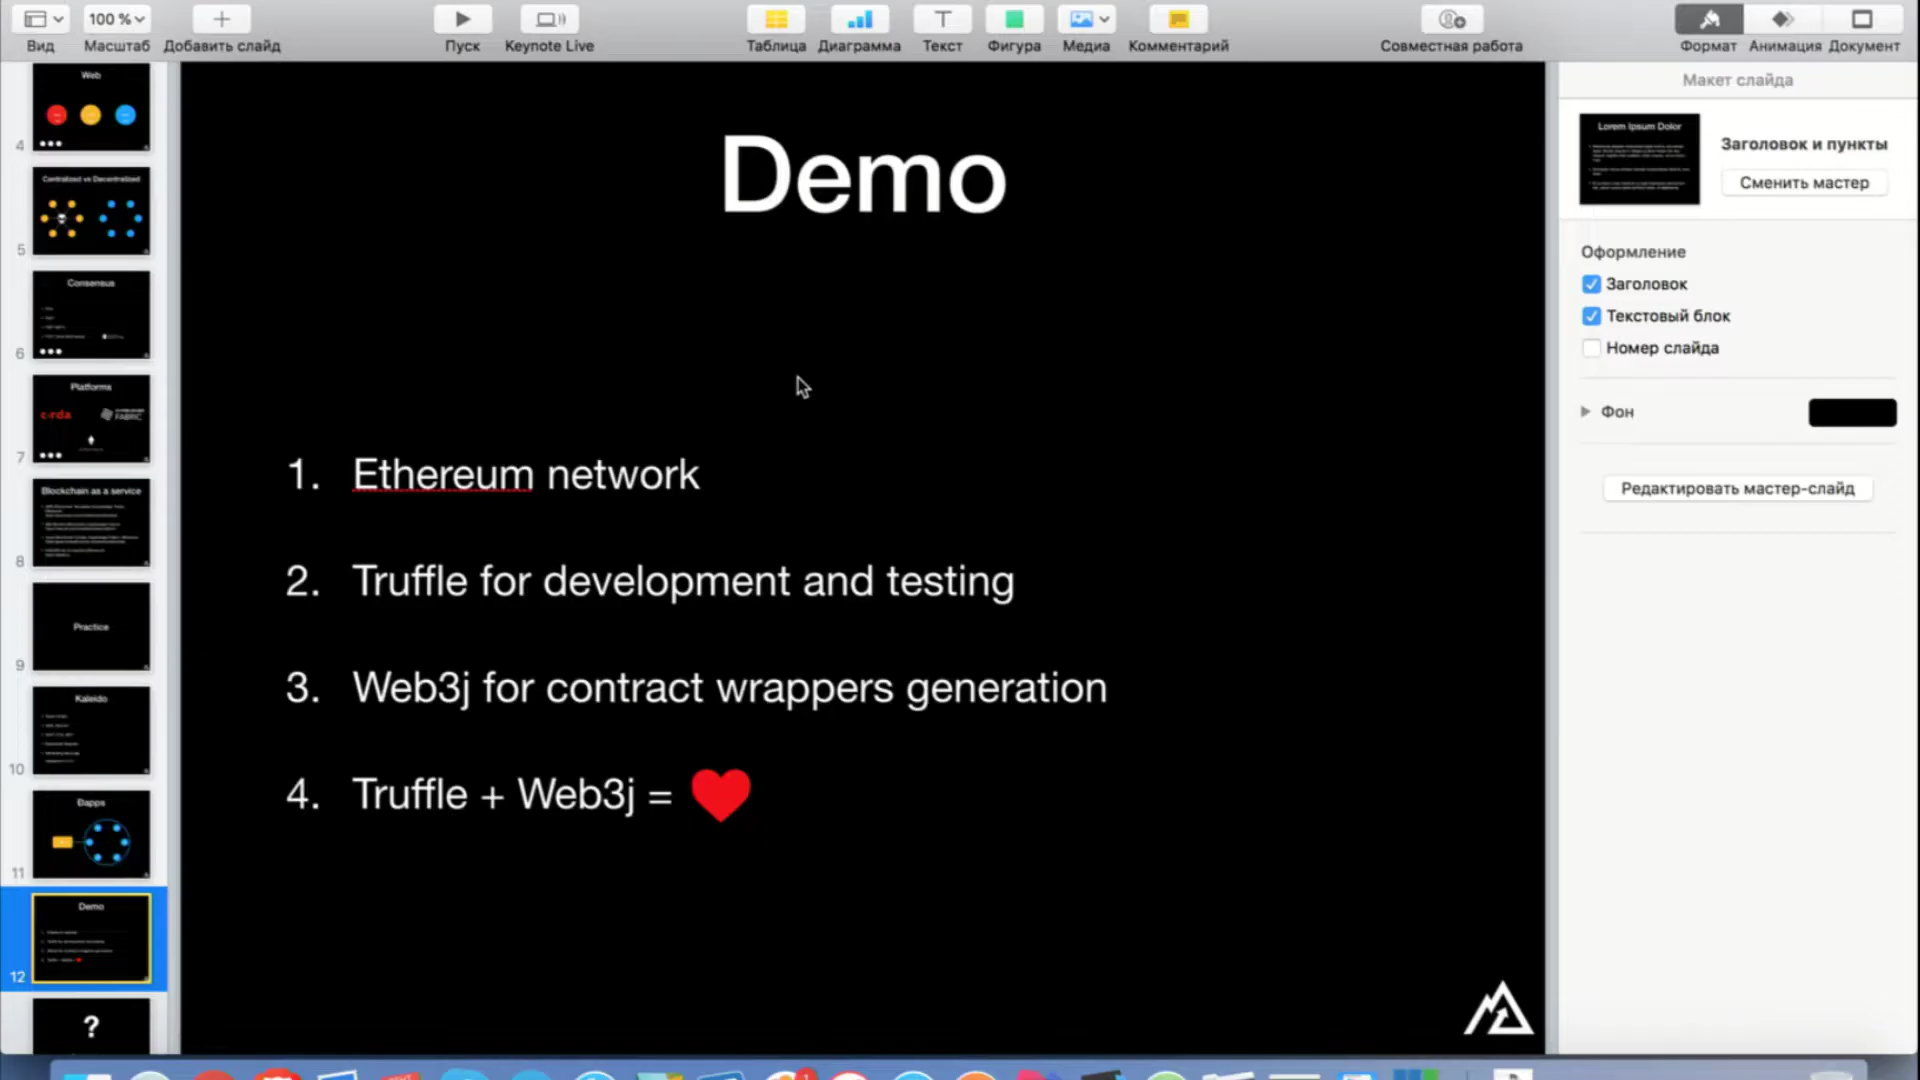 100 %
Вид
Масштаб
Добавить слайд
Пуск
Keynote Live
Таблица
Диаграмма
Текст
Фигура
Медиа
Комментарий
Совместная работа
Формат
Анимация
Документ
Web
4
Centralized vs Decentralized
5
Consensus
6
Platforms
c·rda
FABRIC
7
Blockchain as a service
8
Practice
9
Kaleido
10
Dapps
11
Demo
12
?
Demo
1. Ethereum network
2. Truffle for development and testing
3. Web3j for contract wrappers generation
4. Truffle + Web3j = ❤
Макет слайда
Lorem Ipsum Dolor
Заголовок и пункты
Сменить мастер
Оформление
Заголовок
Текстовый блок
Номер слайда
Фон
Редактировать мастер-слайд